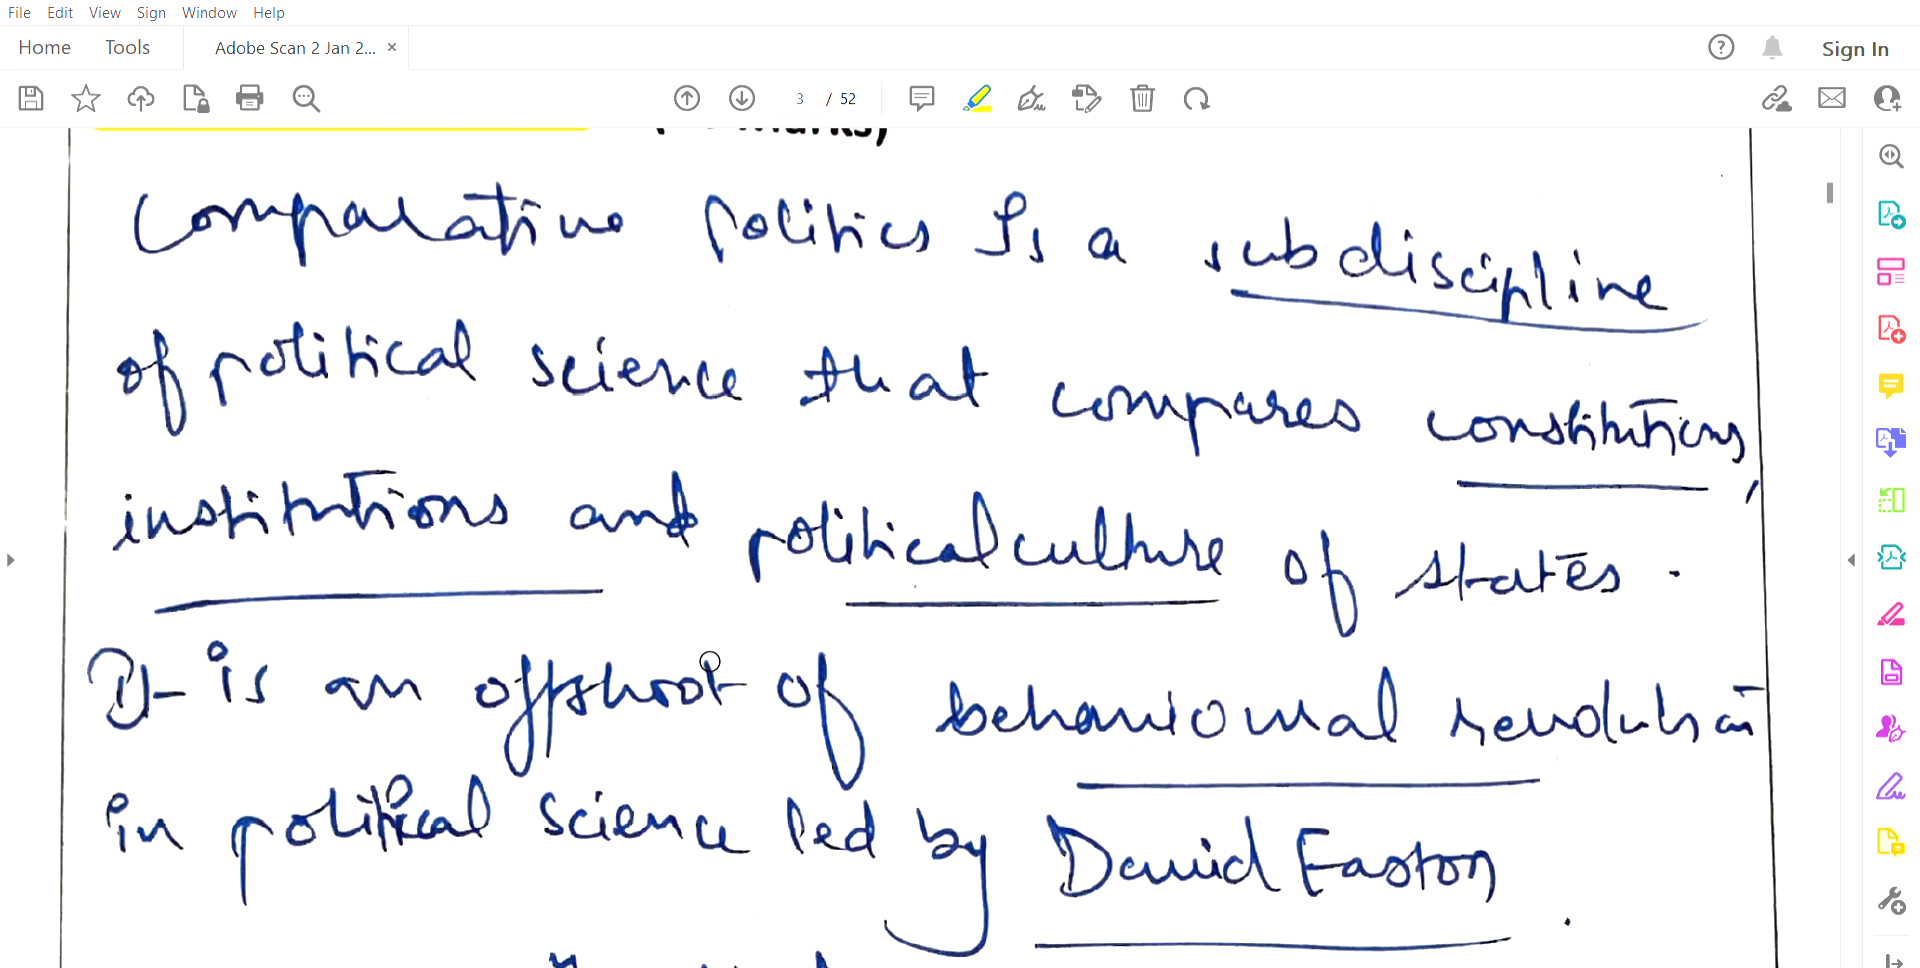 File Edit View Sign Window Help
Home Tools Adobe Scan 2 Jan 2... × Sign In
3 / 52
marks)
Comparative politics Is a subdiscipline
of political science that compares constitutions,
institutions and political culture of states.
It is an offshoot of behavioural revolution
in political science led by David Easton.